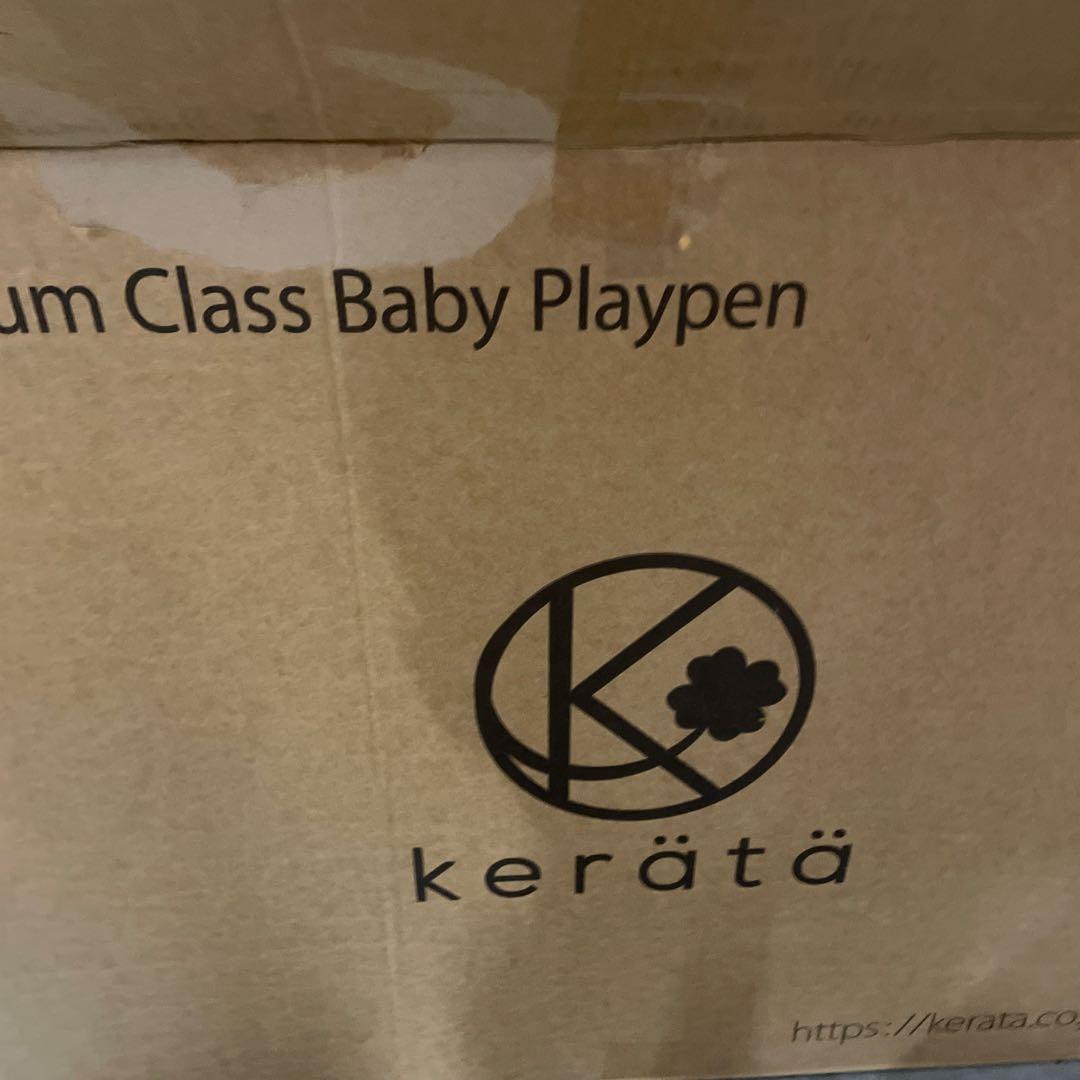 um Class Baby Playpen
K
kerätä
https://kerata.co